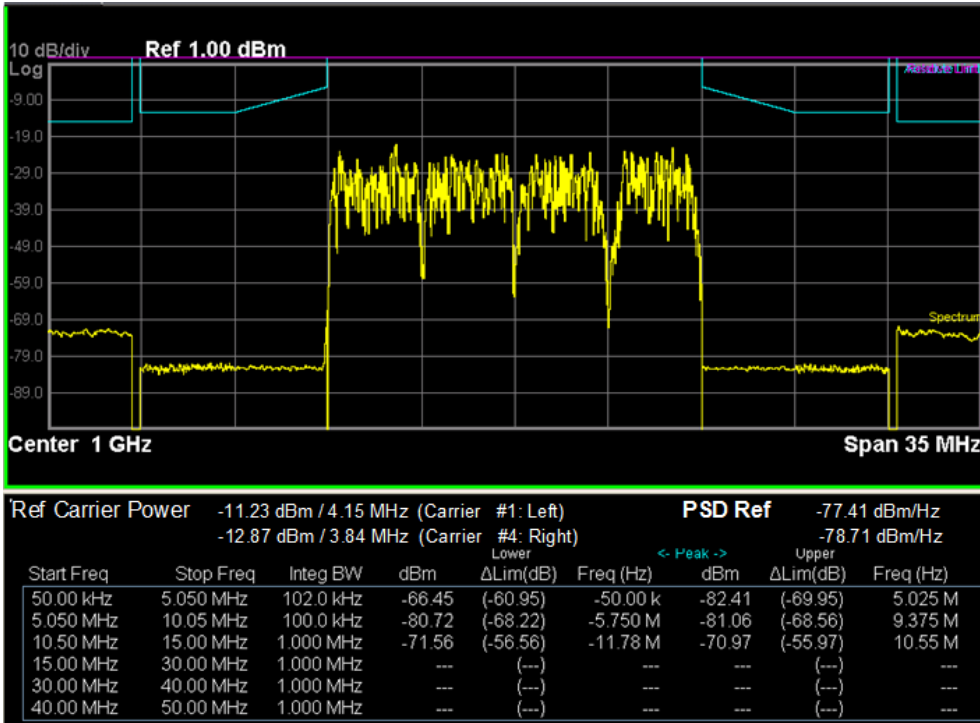 10 dB/div Ref 1.00 dBm
Log
Absolute Limit
-9.00
-19.0
-29.0
-39.0
-49.0
-59.0
-69.0
Spectrum
-79.0
-89.0
Center 1 GHz Span 35 MHz
Ref Carrier Power -11.23 dBm / 4.15 MHz (Carrier #1: Left) PSD Ref -77.41 dBm/Hz
-12.87 dBm / 3.84 MHz (Carrier #4: Right) -78.71 dBm/Hz
Lower <- Peak -> Upper
Start Freq Stop Freq Integ BW dBm ΔLim(dB) Freq (Hz) dBm ΔLim(dB) Freq (Hz)
50.00 kHz 5.050 MHz 102.0 kHz -66.45 (-60.95) -50.00 k -82.41 (-69.95) 5.025 M
5.050 MHz 10.05 MHz 100.0 kHz -80.72 (-68.22) -5.750 M -81.06 (-68.56) 9.375 M
10.50 MHz 15.00 MHz 1.000 MHz -71.56 (-56.56) -11.78 M -70.97 (-55.97) 10.55 M
15.00 MHz 30.00 MHz 1.000 MHz --- (---) --- --- (---) ---
30.00 MHz 40.00 MHz 1.000 MHz --- (---) --- --- (---) ---
40.00 MHz 50.00 MHz 1.000 MHz --- (---) --- --- (---) ---